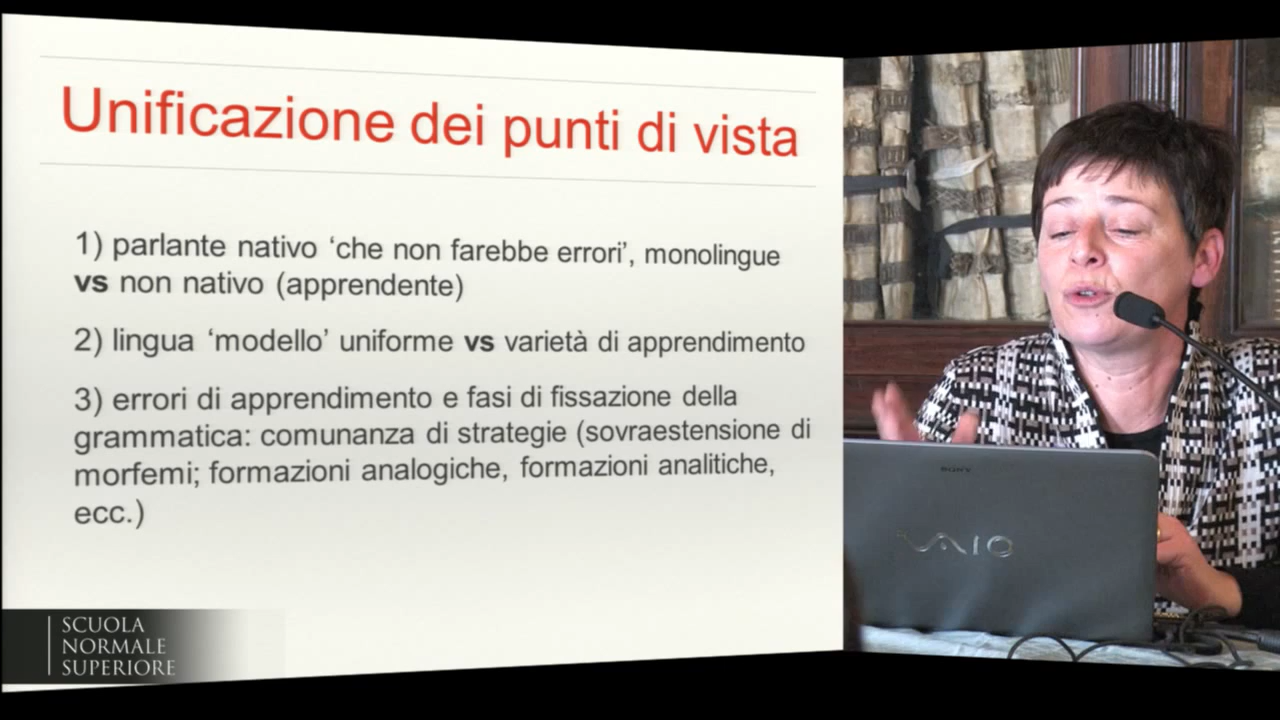 Unificazione dei punti di vista
1) parlante nativo ‘che non farebbe errori’, monolingue
vs non nativo (apprendente)
2) lingua ‘modello’ uniforme vs varietà di apprendimento
3) errori di apprendimento e fasi di fissazione della
grammatica: comunanza di strategie (sovraestensione di
morfemi; formazioni analogiche, formazioni analitiche,
ecc.)
SCUOLA
NORMALE
SUPERIORE
SONY
VAIO